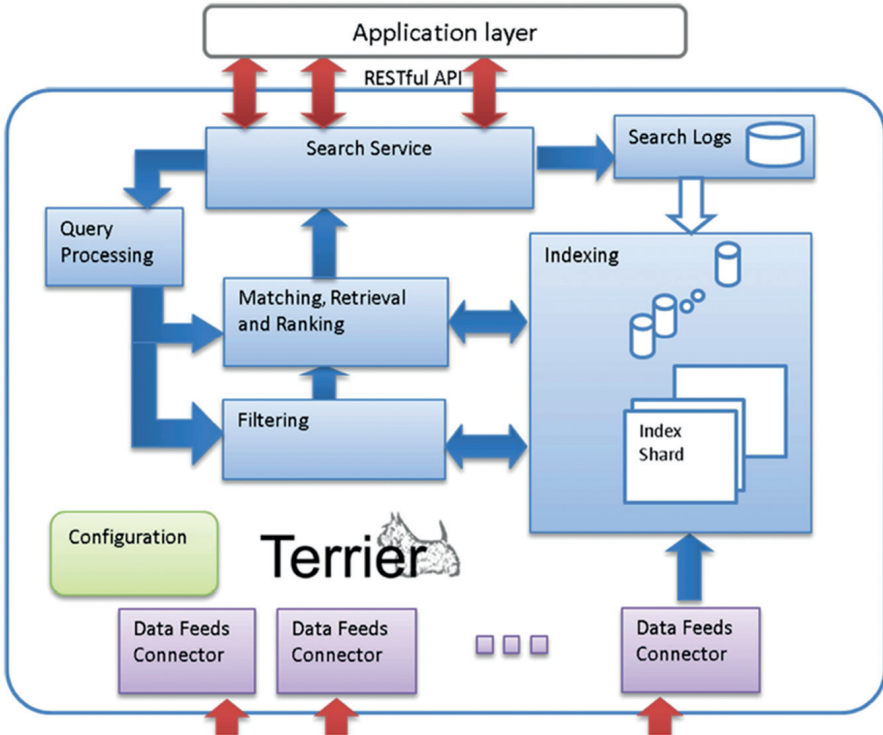 Application layer
RESTful API
Search Service
Search Logs
Query
Processing
Indexing
Matching, Retrieval
and Ranking
Filtering
Index
Shard
Configuration
Terrier
Data Feeds
Connector
Data Feeds
Connector
Data Feeds
Connector